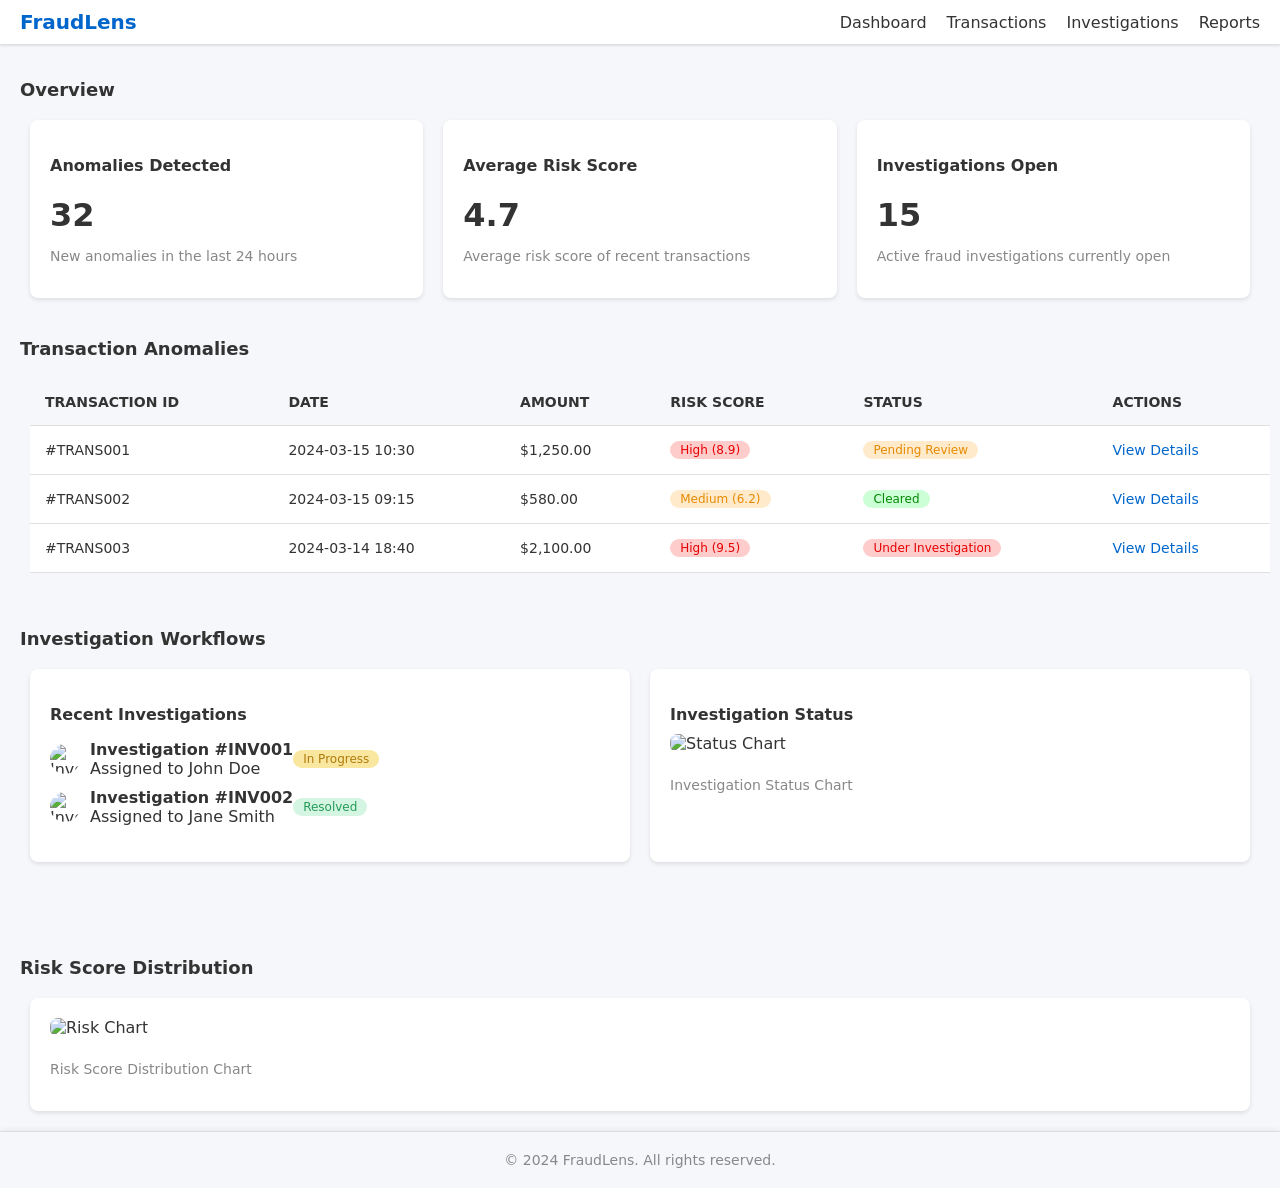 FraudLens
Dashboard Transactions Investigations Reports
Overview
Anomalies Detected
32
New anomalies in the last 24 hours
Average Risk Score
4.7
Average risk score of recent transactions
Investigations Open
15
Active fraud investigations currently open
Transaction Anomalies
TRANSACTION ID DATE AMOUNT RISK SCORE STATUS ACTIONS
#TRANS001 2024-03-15 10:30 $1,250.00 High (8.9) Pending Review View Details
#TRANS002 2024-03-15 09:15 $580.00 Medium (6.2) Cleared View Details
#TRANS003 2024-03-14 18:40 $2,100.00 High (9.5) Under Investigation View Details
Investigation Workflows
Recent Investigations
Investigation #INV001
Assigned to John Doe
In Progress
Investigation #INV002
Assigned to Jane Smith
Resolved
Investigation Status
Status Chart
Investigation Status Chart
Risk Score Distribution
Risk Chart
Risk Score Distribution Chart
© 2024 FraudLens. All rights reserved.